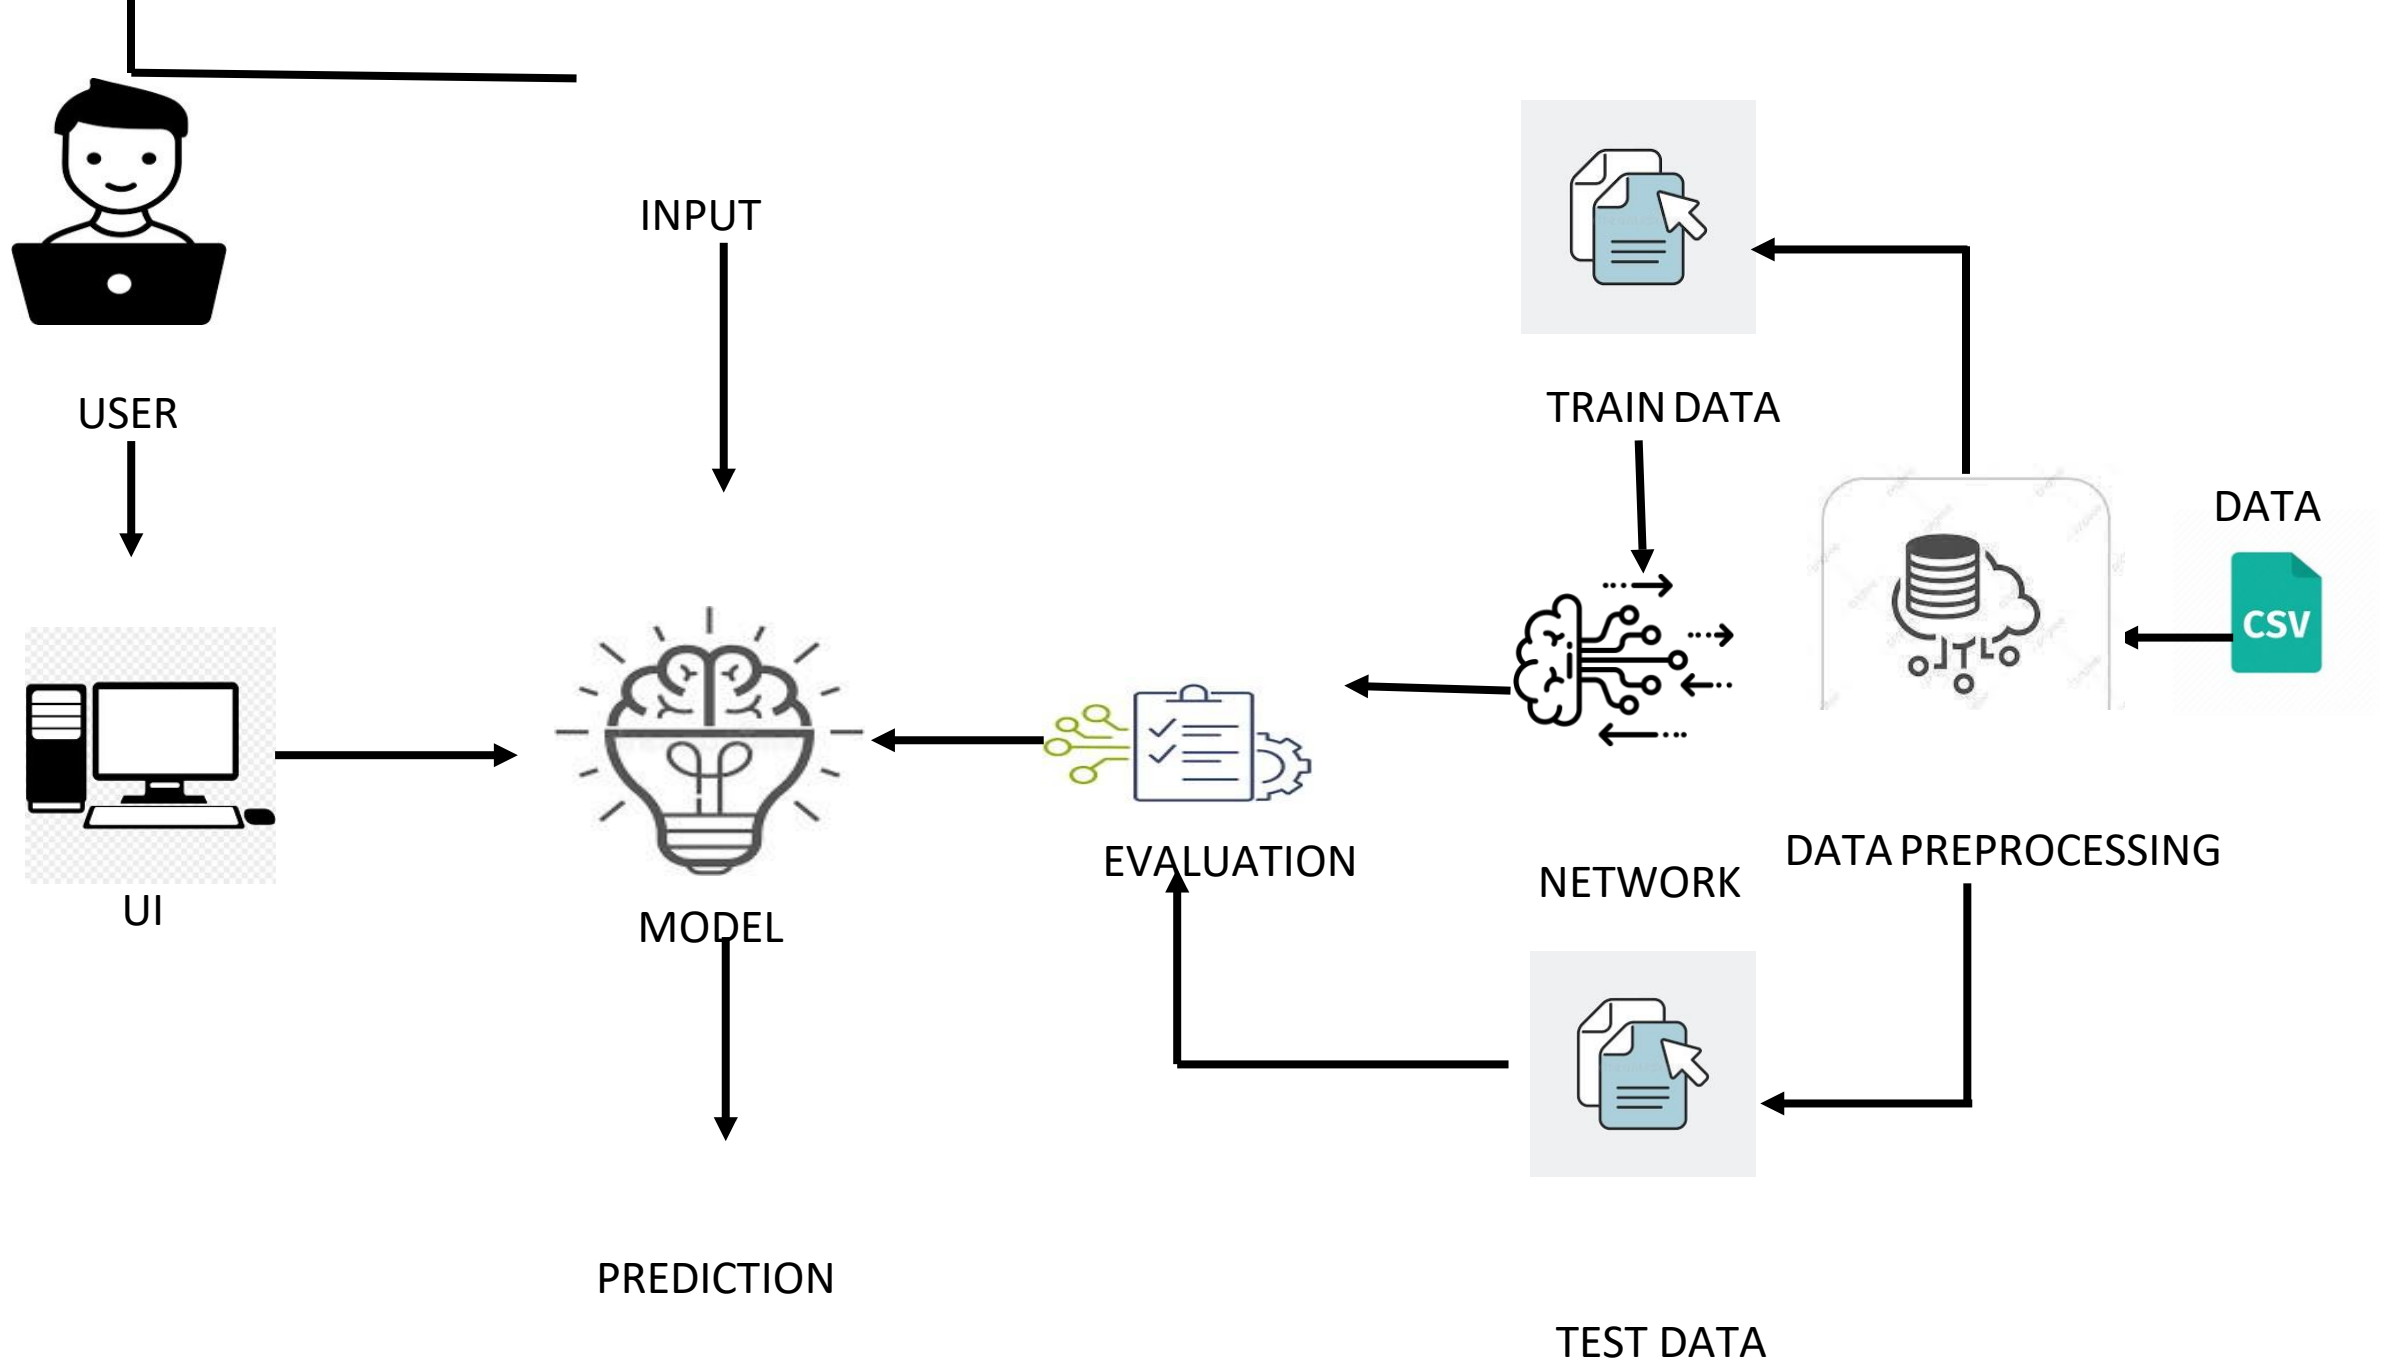 INPUT
USER
TRAIN DATA
DATA
CSV
EVALUATION
DATA PREPROCESSING
NETWORK
UI
MODEL
PREDICTION
TEST DATA